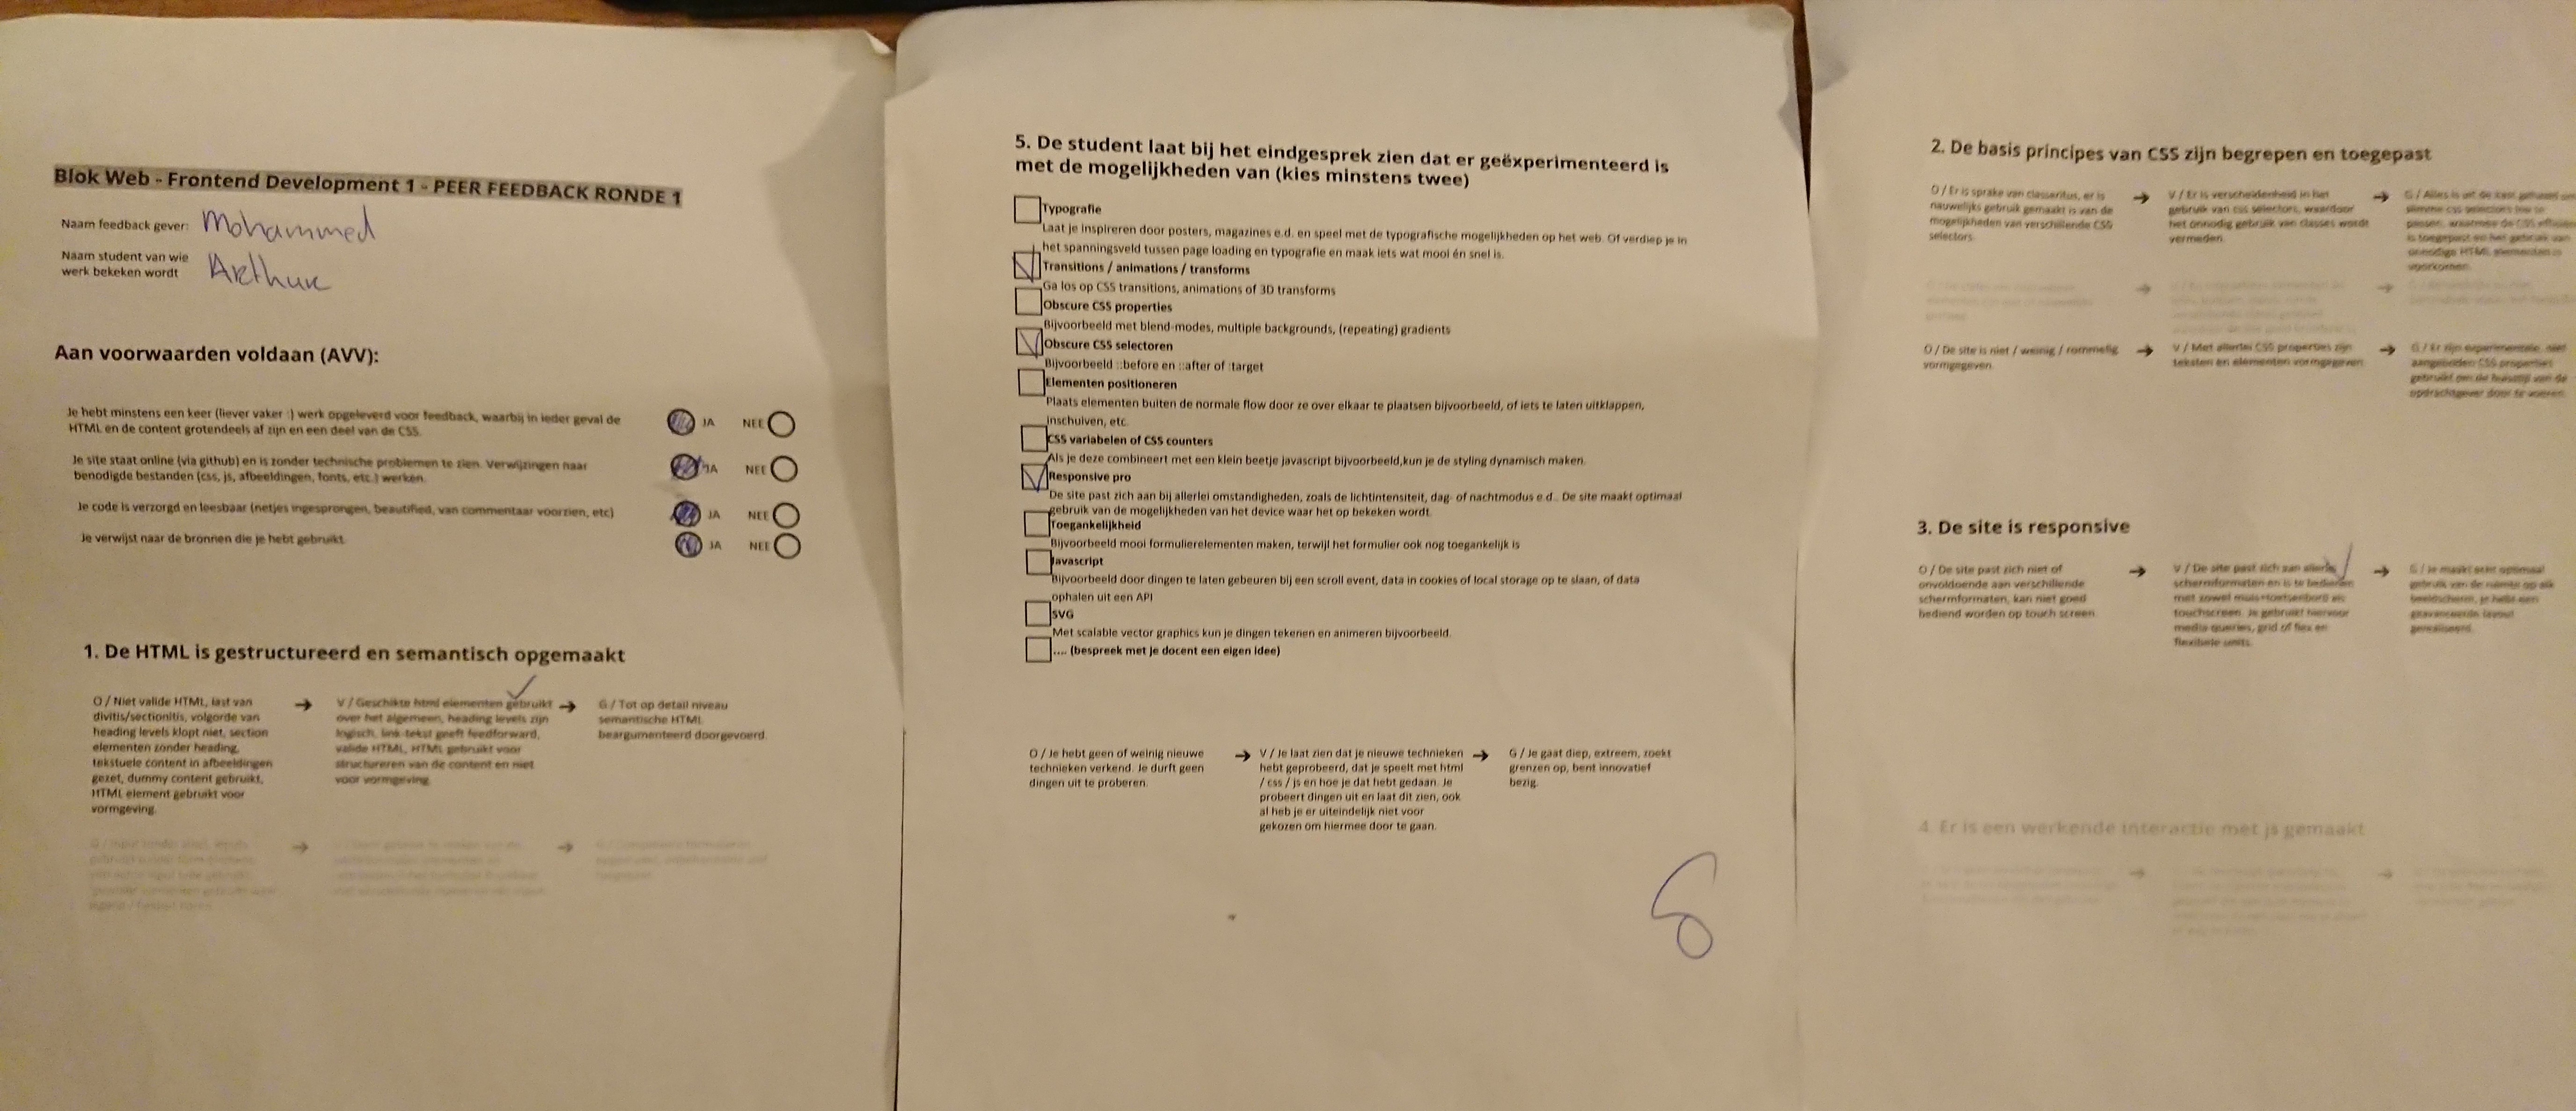 Blok Web - Frontend Development 1 - PEER FEEDBACK RONDE 1
Naam feedback gever: Mohammed
Naam student van wie
werk bekeken wordt
Arthur
Aan voorwaarden voldaan (AVV):
Je hebt minstens een keer (liever vaker :) werk opgeleverd voor feedback, waarbij in ieder geval de
HTML en de content grotendeels af zijn en een deel van de CSS.
JA NEE
Je site staat online (via github) en is zonder technische problemen te zien. Verwijzingen naar
benodigde bestanden (css, js, afbeeldingen, fonts, etc.) werken.
JA NEE
Je code is verzorgd en leesbaar (netjes ingesprongen, beautified, van commentaar voorzien, etc)
JA NEE
Je verwijst naar de bronnen die je hebt gebruikt.
JA NEE
1. De HTML is gestructureerd en semantisch opgemaakt
O / Niet valide HTML, last van
divitis/sectionitis, volgorde van
heading levels klopt niet, section
elementen zonder heading,
tekstuele content in afbeeldingen
gezet, dummy content gebruikt,
HTML element gebruikt voor
vormgeving.
→
V / Geschikte html elementen gebruikt
over het algemeen, heading levels zijn
logisch, link-tekst geeft feedforward,
valide HTML, HTML gebruikt voor
structureren van de content en niet
voor vormgeving.
→
G / Tot op detail niveau
semantische HTML
beargumenteerd doorgevoerd.
5. De student laat bij het eindgesprek zien dat er geëxperimenteerd is
met de mogelijkheden van (kies minstens twee)
Typografie
Laat je inspireren door posters, magazines e.d. en speel met de typografische mogelijkheden op het web. Of verdiep je in
het spanningsveld tussen page loading en typografie en maak iets wat mooi én snel is.
Transitions / animations / transforms
Ga los op CSS transitions, animations of 3D transforms
Obscure CSS properties
Bijvoorbeeld met blend-modes, multiple backgrounds, (repeating) gradients
Obscure CSS selectoren
Bijvoorbeeld ::before en ::after of :target
Elementen positioneren
Plaats elementen buiten de normale flow door ze over elkaar te plaatsen bijvoorbeeld, of iets te laten uitklappen,
inschuiven, etc.
CSS variabelen of CSS counters
Als je deze combineert met een klein beetje javascript bijvoorbeeld,kun je de styling dynamisch maken.
Responsive pro
De site past zich aan bij allerlei omstandigheden, zoals de lichtintensiteit, dag- of nachtmodus e.d.. De site maakt optimaal
gebruik van de mogelijkheden van het device waar het op bekeken wordt.
Toegankelijkheid
Bijvoorbeeld mooi formulierelementen maken, terwijl het formulier ook nog toegankelijk is
Javascript
Bijvoorbeeld door dingen te laten gebeuren bij een scroll event, data in cookies of local storage op te slaan, of data
ophalen uit een API
SVG
Met scalable vector graphics kun je dingen tekenen en animeren bijvoorbeeld.
.... (bespreek met je docent een eigen idee)
O / Je hebt geen of weinig nieuwe
technieken verkend. Je durft geen
dingen uit te proberen.
→
V / Je laat zien dat je nieuwe technieken
hebt geprobeerd, dat je speelt met html
/ css / js en hoe je dat hebt gedaan. Je
probeert dingen uit en laat dit zien, ook
al heb je er uiteindelijk niet voor
gekozen om hiermee door te gaan.
→
G / Je gaat diep, extreem, zoekt
grenzen op, bent innovatief
bezig.
2. De basis principes van CSS zijn begrepen en toegepast
O / Er is sprake van classeritus, er is
nauwelijks gebruik gemaakt is van de
mogelijkheden van verschillende CSS
selectors.
→
V / Er is verscheidenheid in het
gebruik van css selectors, waardoor
het onnodig gebruik van classes wordt
vermeden.
→
G / Alles is uit de kast
O / De site is niet / weinig / rommelig
vormgegeven.
→
V / Met allerlei CSS properties zijn
teksten en elementen vormgegeven.
→
G / Er zijn experimentele, niet
aangeboden CSS properties
gebruikt om de huisstijl van de
opdrachtgever door te voeren.
3. De site is responsive
O / De site past zich niet of
onvoldoende aan verschillende
schermformaten, kan niet goed
bediend worden op touch screen.
→
V / De site past zich aan allerlei
schermformaten en is te bedienen
met zowel muis+toetsenbord als
touchscreen. Je gebruikt hiervoor
media queries, grid of flex en
flexibele units.
→
G / Je maakt zeer optimaal
gebruik van de ruimte op elk
beeldscherm, je hebt een
geavanceerde layout
gerealiseerd.
4. Er is een werkende interactie met js gemaakt